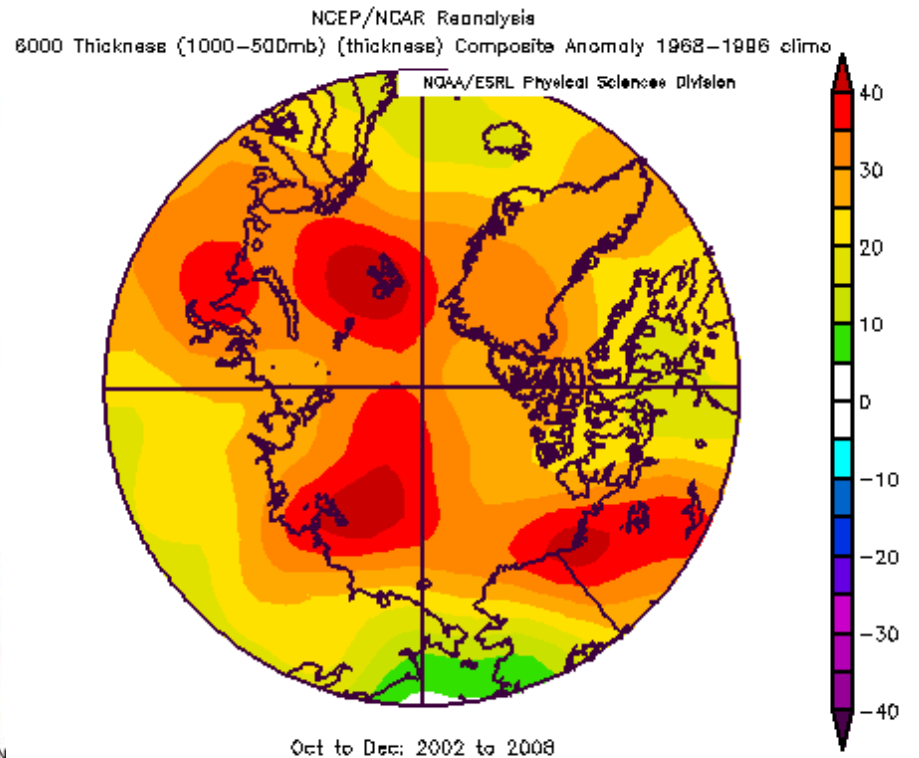 NCEP/NCAR Reanalysis
6000 Thickness (1000-500mb) (thickness) Composite Anomaly 1968-1996 climo
NOAA/ESRL Physical Sciences Division
40
30
20
10
0
-10
-20
-30
-40
Oct to Dec: 2002 to 2008
N